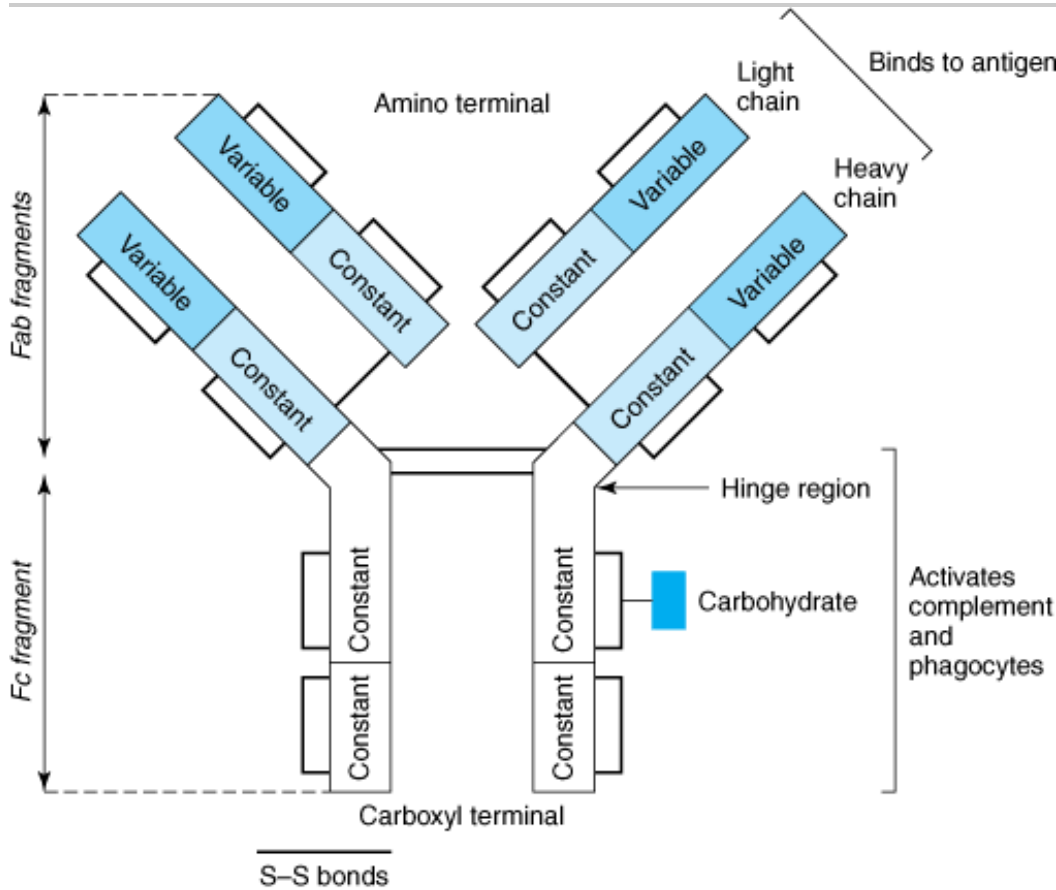 Amino terminal
Light
chain
Binds to antigen
Heavy
chain
Variable
Variable
Variable
Variable
Constant
Constant
Constant
Constant
Fab fragments
Hinge region
Fc fragment
Constant
Constant
Carbohydrate
Activates
complement
and
phagocytes
Constant
Constant
Carboxyl terminal
S–S bonds